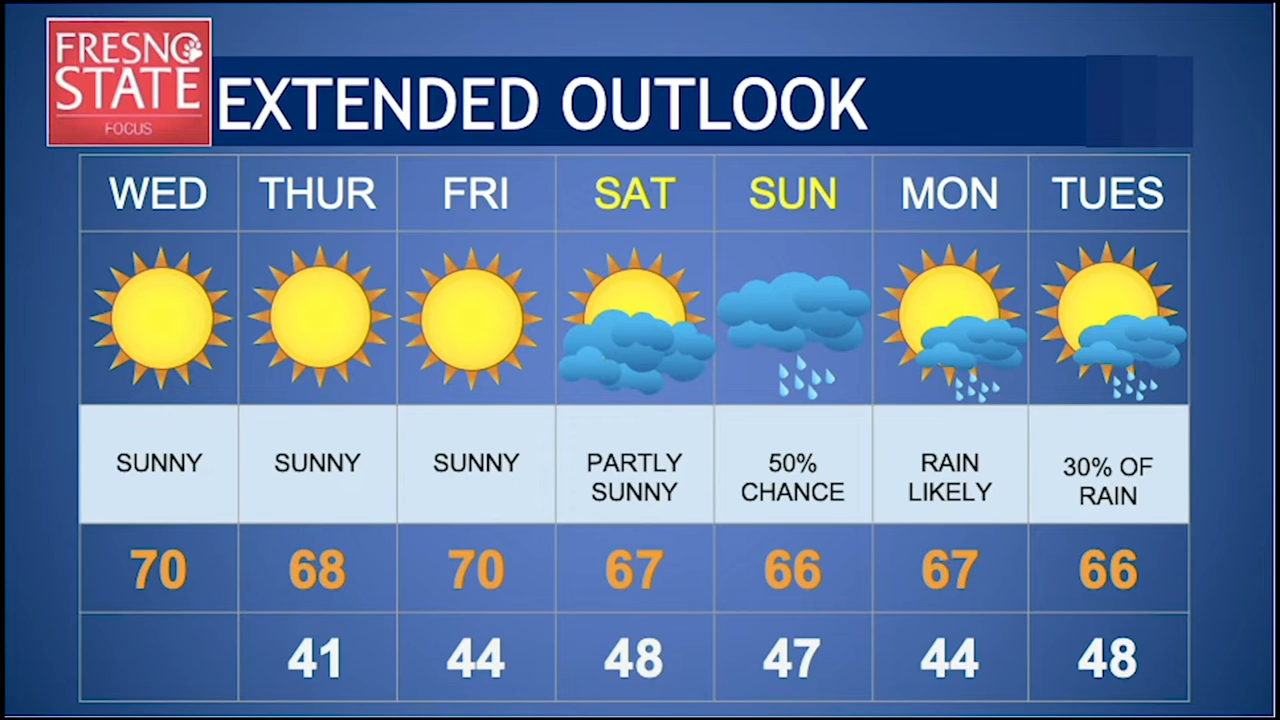 FRESNO
STATE
FOCUS
EXTENDED OUTLOOK
WED THUR FRI SAT SUN MON TUES
SUNNY SUNNY SUNNY PARTLY SUNNY 50% CHANCE RAIN LIKELY 30% OF RAIN
70 68 70 67 66 67 66
41 44 48 47 44 48